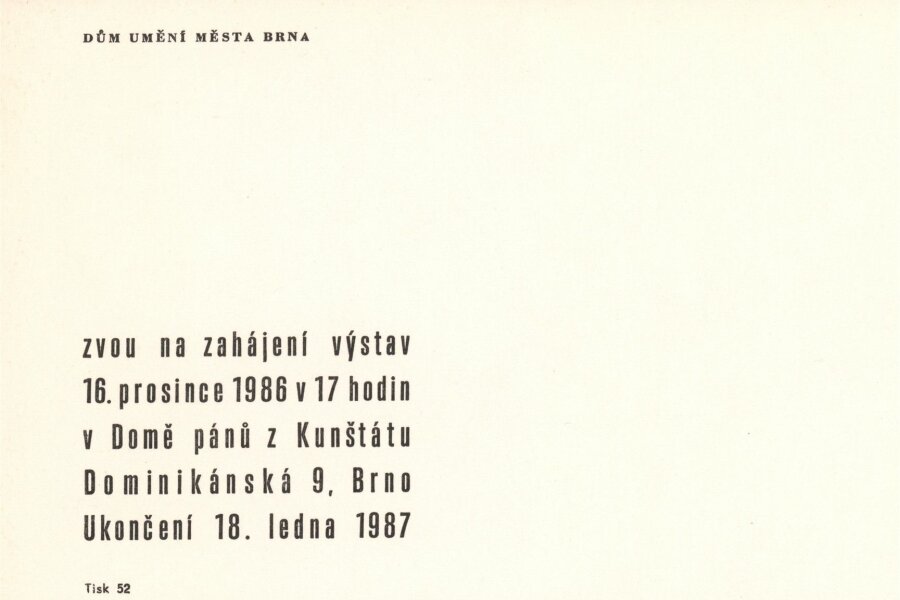 DŮM UMĚNÍ MĚSTA BRNA
zvou na zahájení výstav
16. prosince 1986 v 17 hodin
v Domě pánů z Kunštátu
Dominikánská 9, Brno
Ukončení 18. ledna 1987
Tisk 52